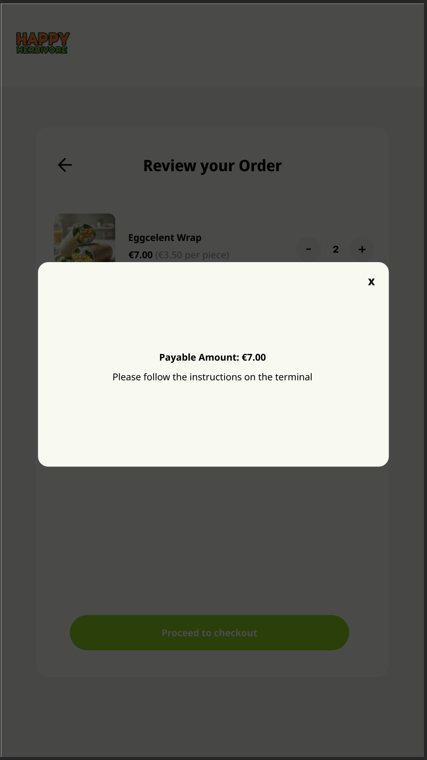 HAPPY
HERBIVORE
Review your Order
Eggcelent Wrap
€7.00 (€3.50 per piece)
- 2 +
x
Payable Amount: €7.00
Please follow the instructions on the terminal
Proceed to checkout